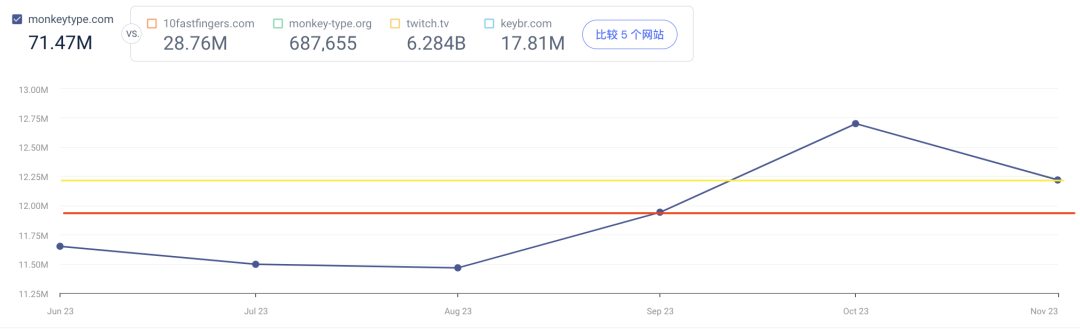 monkeytype.com
71.47M
VS.
10fastfingers.com
28.76M
monkey-type.org
687,655
twitch.tv
6.284B
keybr.com
17.81M
比较 5 个网站
13.00M
12.75M
12.50M
12.25M
12.00M
11.75M
11.50M
11.25M
Jun 23
Jul 23
Aug 23
Sep 23
Oct 23
Nov 23